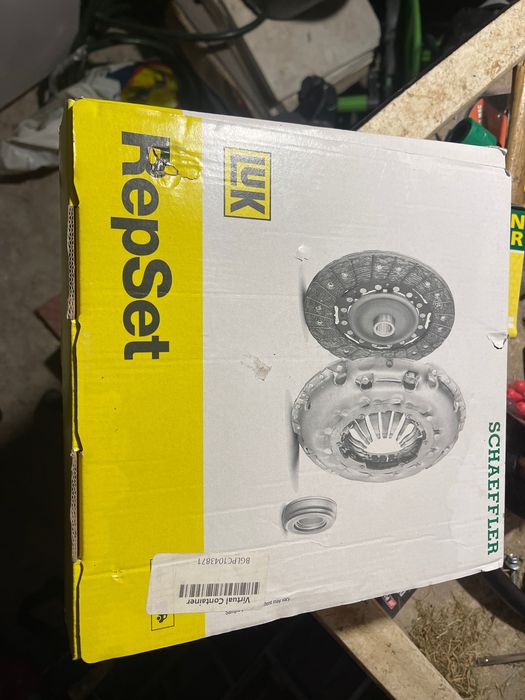 RepSet
LUK
SCHAEFFLER
BGLPC1043871
Virtual Container
N
R